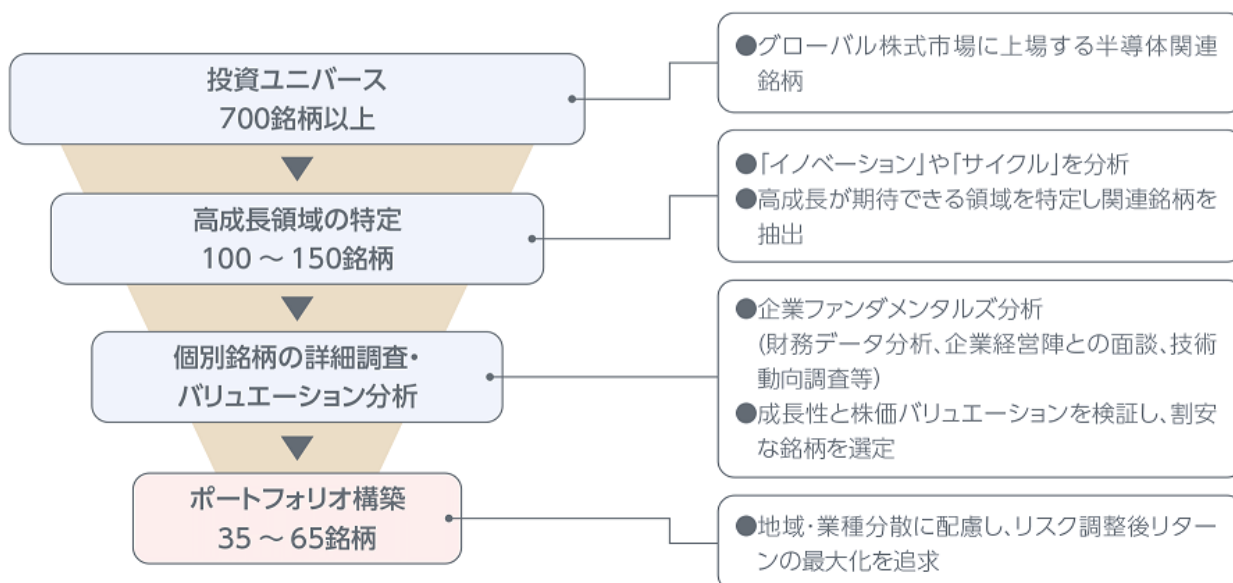 投資ユニバース
700銘柄以上
●グローバル株式市場に上場する半導体関連
銘柄
高成長領域の特定
100 ～ 150銘柄
●「イノベーション」や「サイクル」を分析
●高成長が期待できる領域を特定し関連銘柄を
抽出
個別銘柄の詳細調査・
バリュエーション分析
●企業ファンダメンタルズ分析
(財務データ分析、企業経営陣との面談、技術
動向調査等)
●成長性と株価バリュエーションを検証し、割安
な銘柄を選定
ポートフォリオ構築
35 ～ 65銘柄
●地域・業種分散に配慮し、リスク調整後リター
ンの最大化を追求